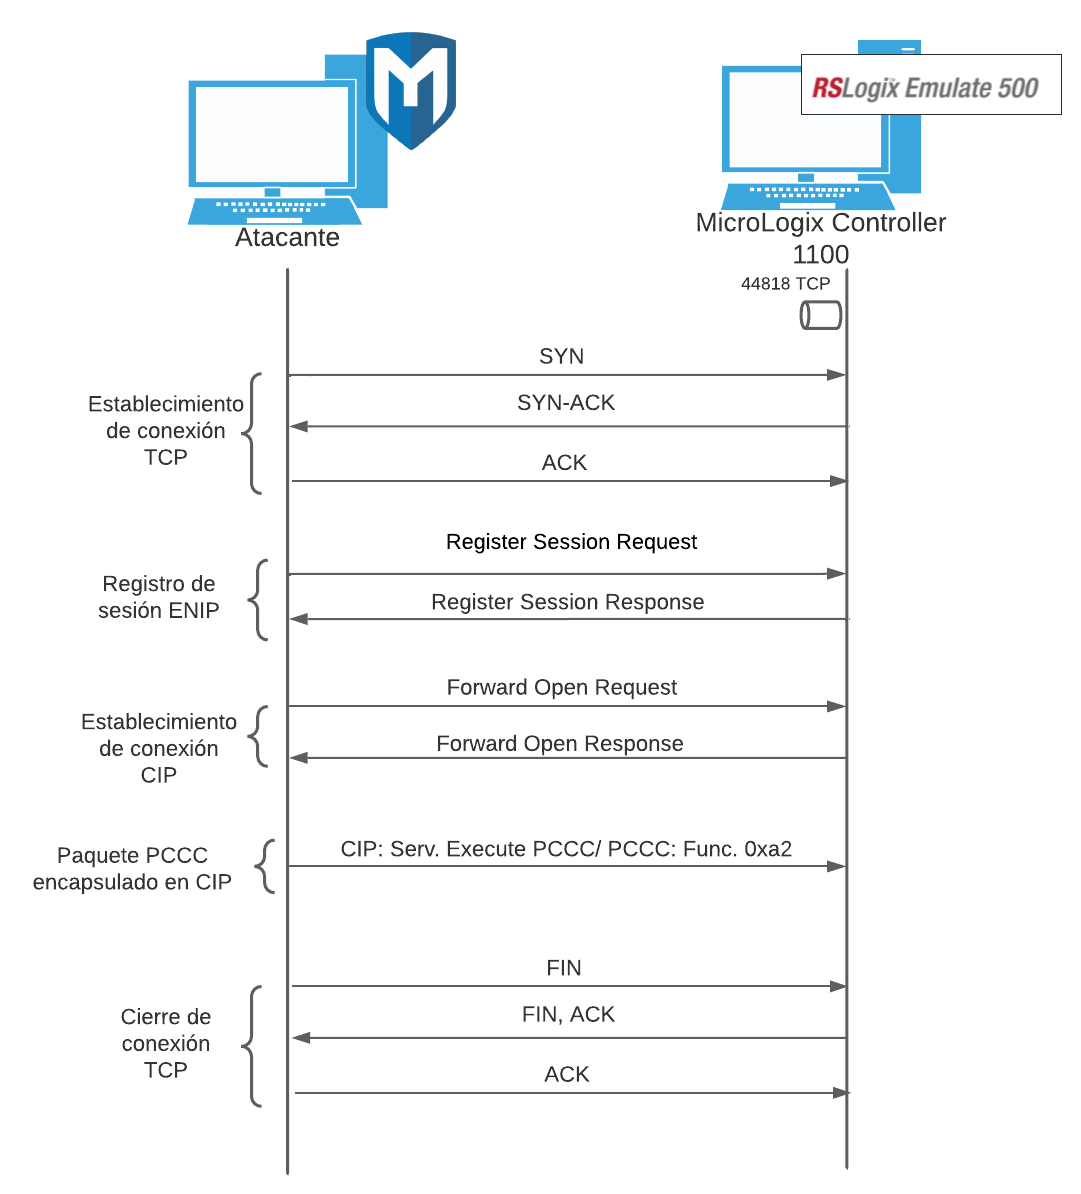 RSLogix Emulate 500
Atacante
MicroLogix Controller
1100
44818 TCP
SYN
SYN-ACK
Establecimiento
de conexión
TCP
ACK
Register Session Request
Registro de
sesión ENIP
Register Session Response
Forward Open Request
Establecimiento
de conexión
CIP
Forward Open Response
Paquete PCCC
encapsulado en CIP
CIP: Serv. Execute PCCC/ PCCC: Func. 0xa2
FIN
FIN, ACK
Cierre de
conexión
TCP
ACK